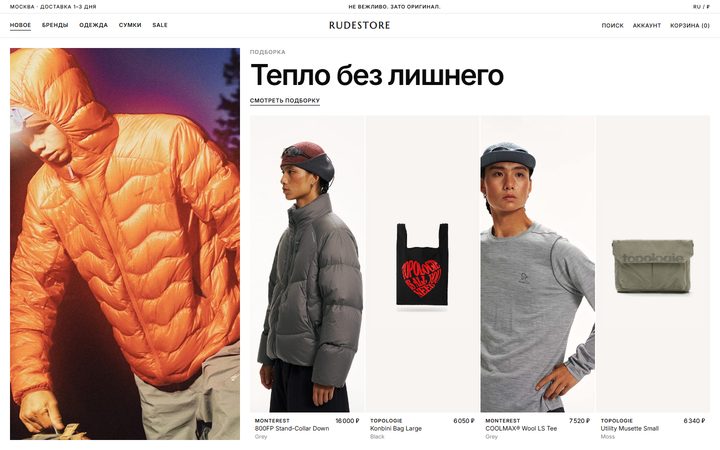 МОСКВА · ДОСТАВКА 1–3 ДНЯ
НЕ ВЕЖЛИВО. ЗАТО ОРИГИНАЛ.
RU / ₽
НОВОЕ БРЕНДЫ ОДЕЖДА СУМКИ SALE
RUDESTORE
ПОИСК АККАУНТ КОРЗИНА (0)
ПОДБОРКА
Тепло без лишнего
СМОТРЕТЬ ПОДБОРКУ
TOPOLOGIE
topologie
MONTEREST 16 000 ₽
800FP Stand-Collar Down
Grey
TOPOLOGIE 6 050 ₽
Konbini Bag Large
Black
MONTEREST 7 520 ₽
COOLMAX® Wool LS Tee
Grey
TOPOLOGIE 6 340 ₽
Utility Musette Small
Moss